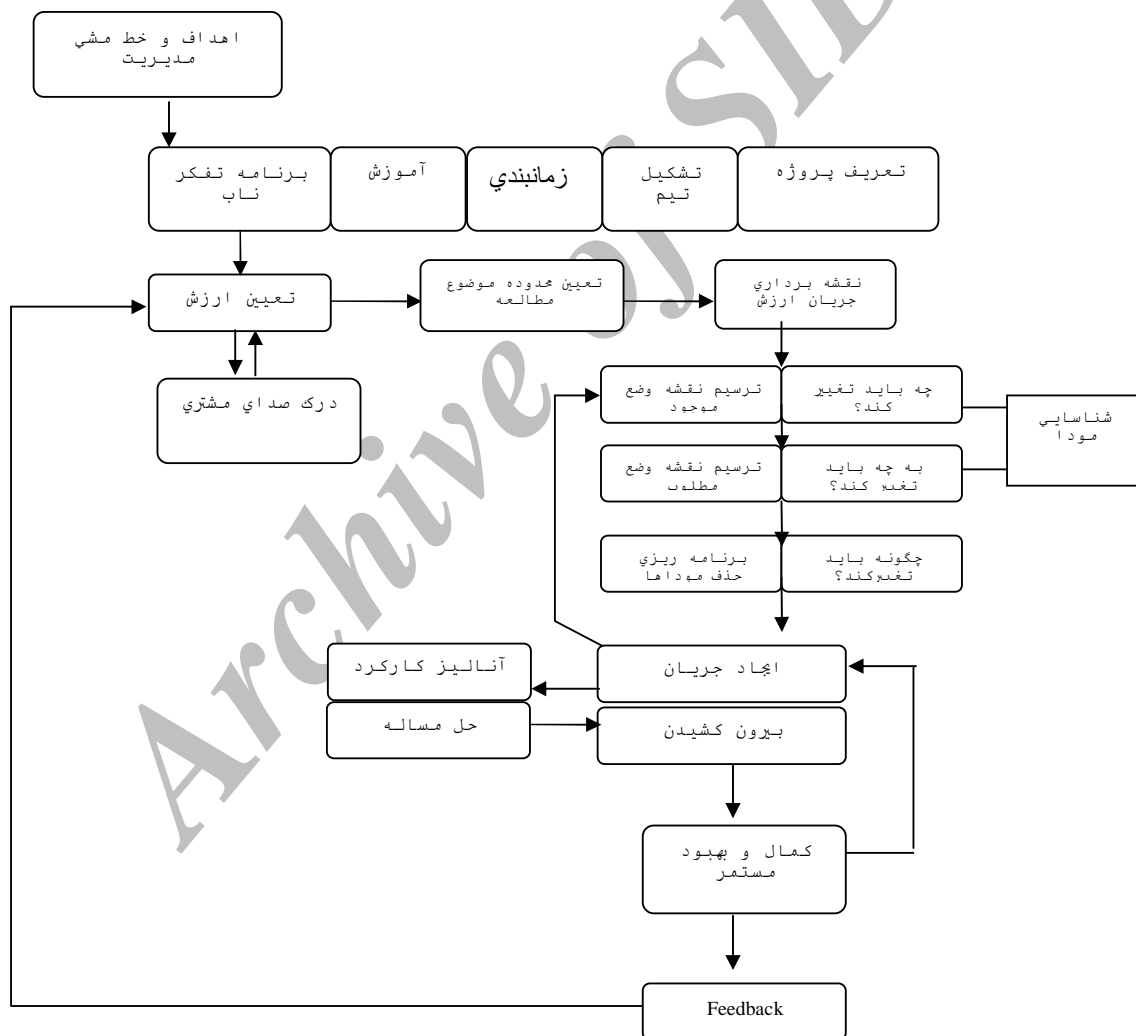 اهداف و خط مشي
مديريت
برنامه تفكر
ناب
آموزش
زمانبندي
تشكيل
تيم
تعريف پروژه
تعيين ارزش
تعيين محدوده موضوع
مطالعه
نقشه برداري
جريان ارزش
درك صداي مشتري
ترسيم نقشه وضع
موجود
چه بايد تغيير
كند؟
شناسايي
مودا
ترسيم نقشه وضع
مطلوب
به چه بايد
تغيير كند؟
برنامه ريزي
حذف موداها
چگونه بايد
تغييركند؟
آناليز كاركرد
ايجاد جريان
حل مساله
بيرون كشيدن
كمال و بهبود
مستمر
Feedback
Archive of SID